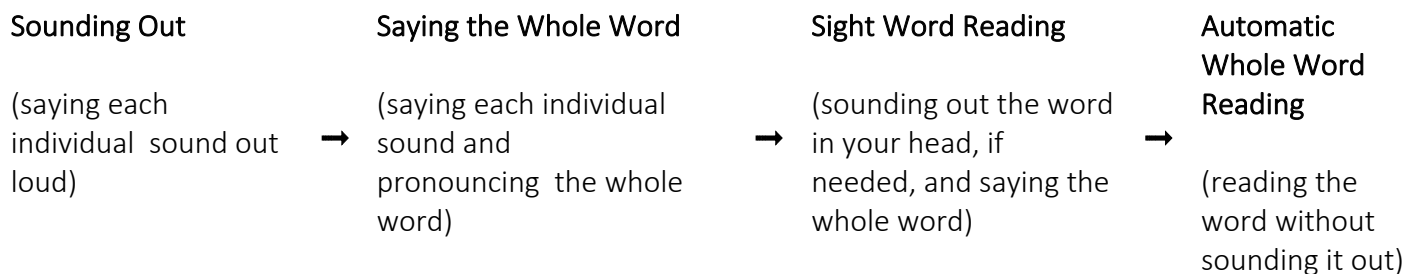 Sounding Out
(saying each
individual  sound out
loud)
➞
Saying the Whole Word
(saying each individual
sound and
pronouncing  the whole
word)
➞
Sight Word Reading
(sounding out the word
in your head, if
needed, and saying the
whole word)
➞
Automatic
Whole Word
Reading
(reading the
word without
sounding it out)